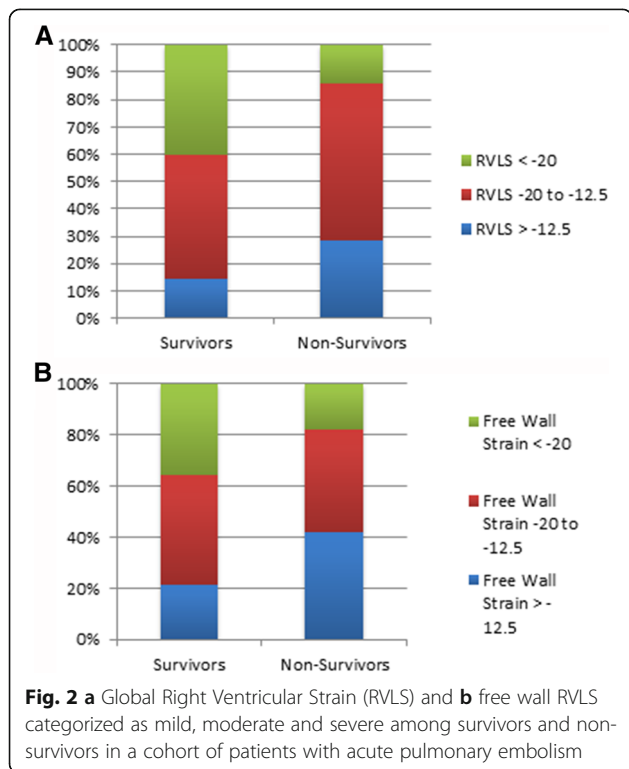 A
100%
90%
80%
70%
60%
50%
40%
30%
20%
10%
0%
Survivors
Non-Survivors
RVLS < -20
RVLS -20 to -12.5
RVLS > -12.5
B
100%
80%
60%
40%
20%
0%
Survivors
Non-Survivors
Free Wall
Strain < -20
Free Wall
Strain -20 to
-12.5
Free Wall
Strain > -
12.5
Fig. 2 a Global Right Ventricular Strain (RVLS) and b free wall RVLS
categorized as mild, moderate and severe among survivors and non-
survivors in a cohort of patients with acute pulmonary embolism